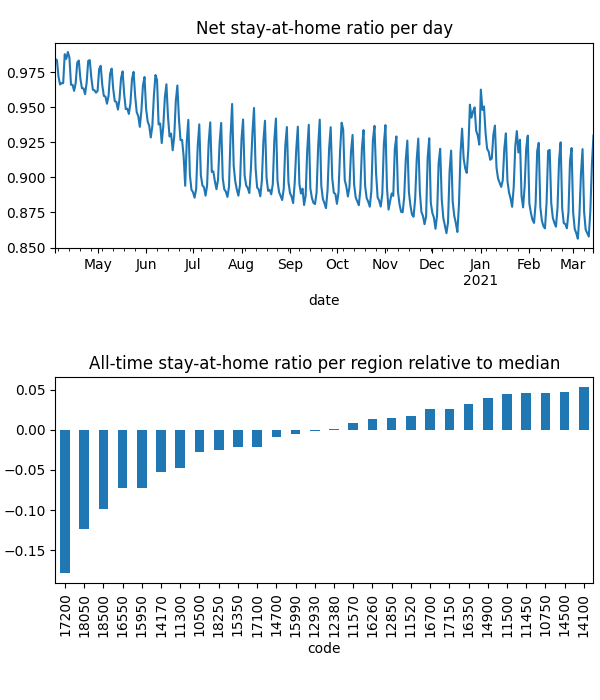 Net stay-at-home ratio per day
0.975
0.950
0.925
0.900
0.875
0.850
May Jun Jul Aug Sep Oct Nov Dec Jan Feb Mar
2021
date
All-time stay-at-home ratio per region relative to median
0.05
0.00
−0.05
−0.10
−0.15
17200 18050 18500 16550 15950 14170 11300 10500 18250 15350 17100 14700 15990 12930 12380 11570 16260 12850 11520 16700 17150 16350 14900 11500 11450 10750 14500 14100
code